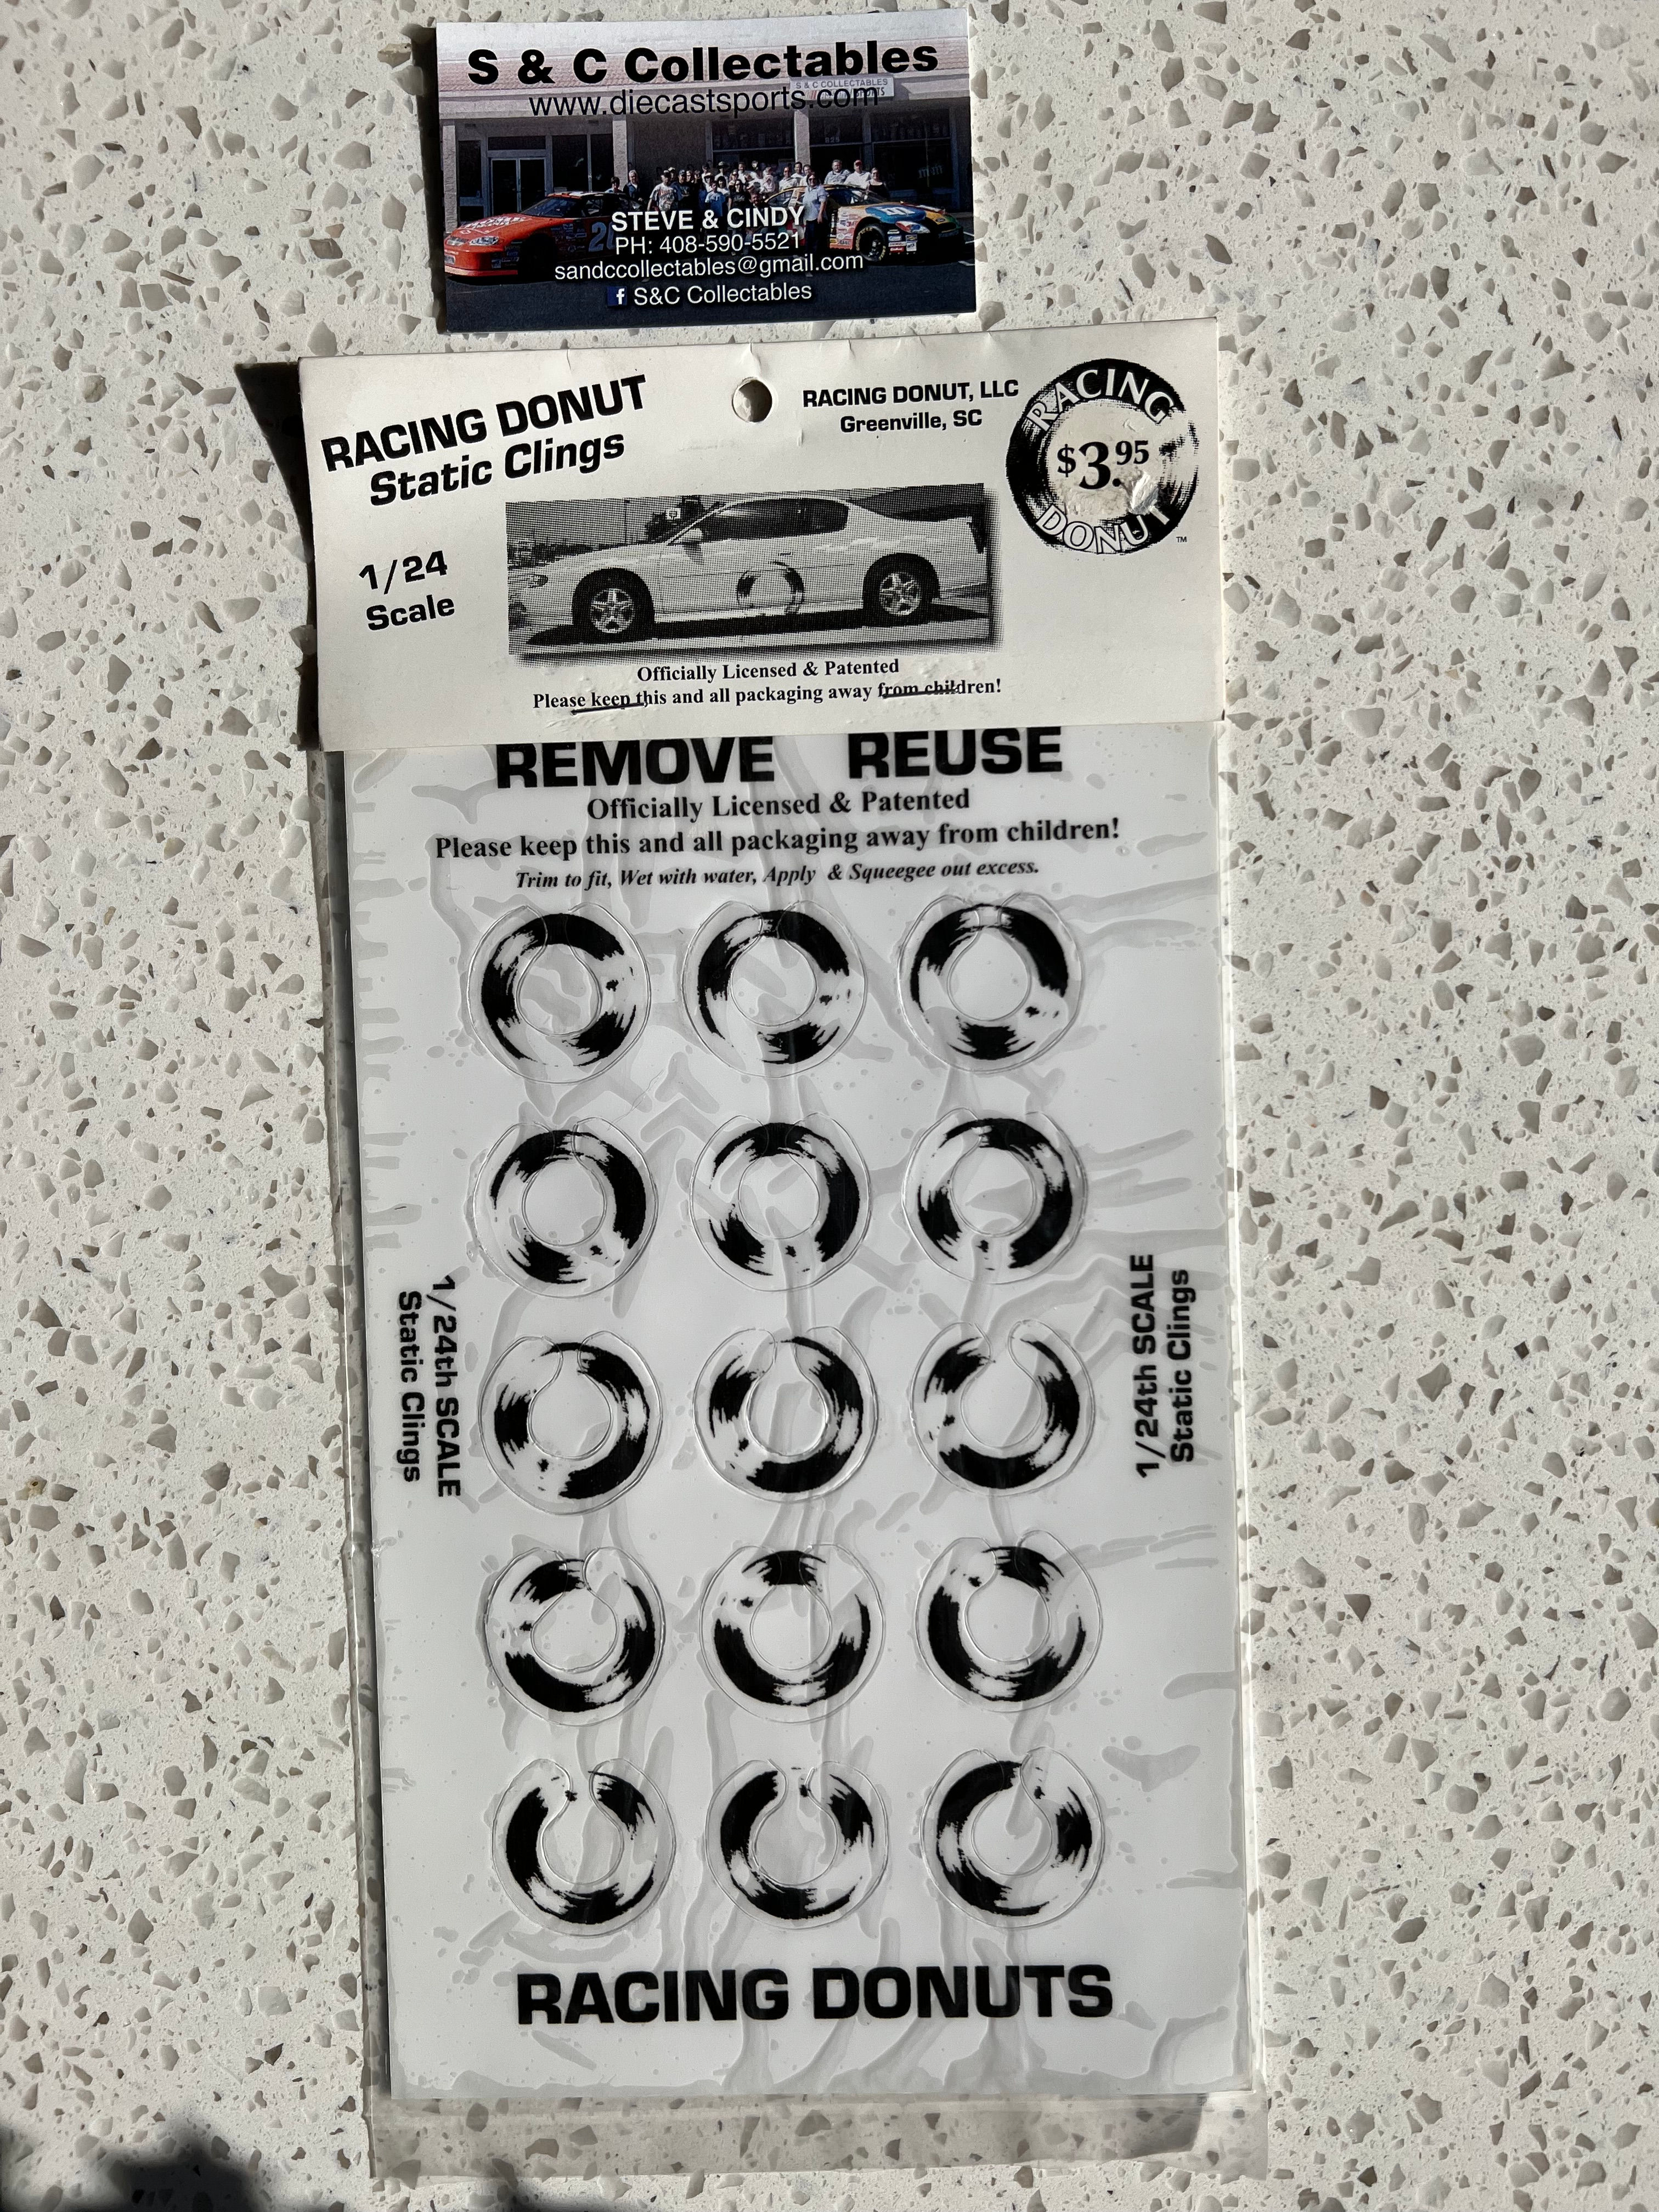 S & C Collectables
S & C COLLECTABLES
www.diecastsports.com
STEVE & CINDY
PH: 408-590-5521
sandccollectables@gmail.com
f S&C Collectables
RACING DONUT
Static Clings
1/24
Scale
RACING DONUT, LLC
Greenville, SC
RACING
$3.95
DONUT™
Officially Licensed & Patented
Please keep this and all packaging away from children!
REMOVE REUSE
Officially Licensed & Patented
Please keep this and all packaging away from children!
Trim to fit, Wet with water, Apply & Squeegee out excess.
1/24th SCALE
Static Clings
1/24th SCALE
Static Clings
RACING DONUTS